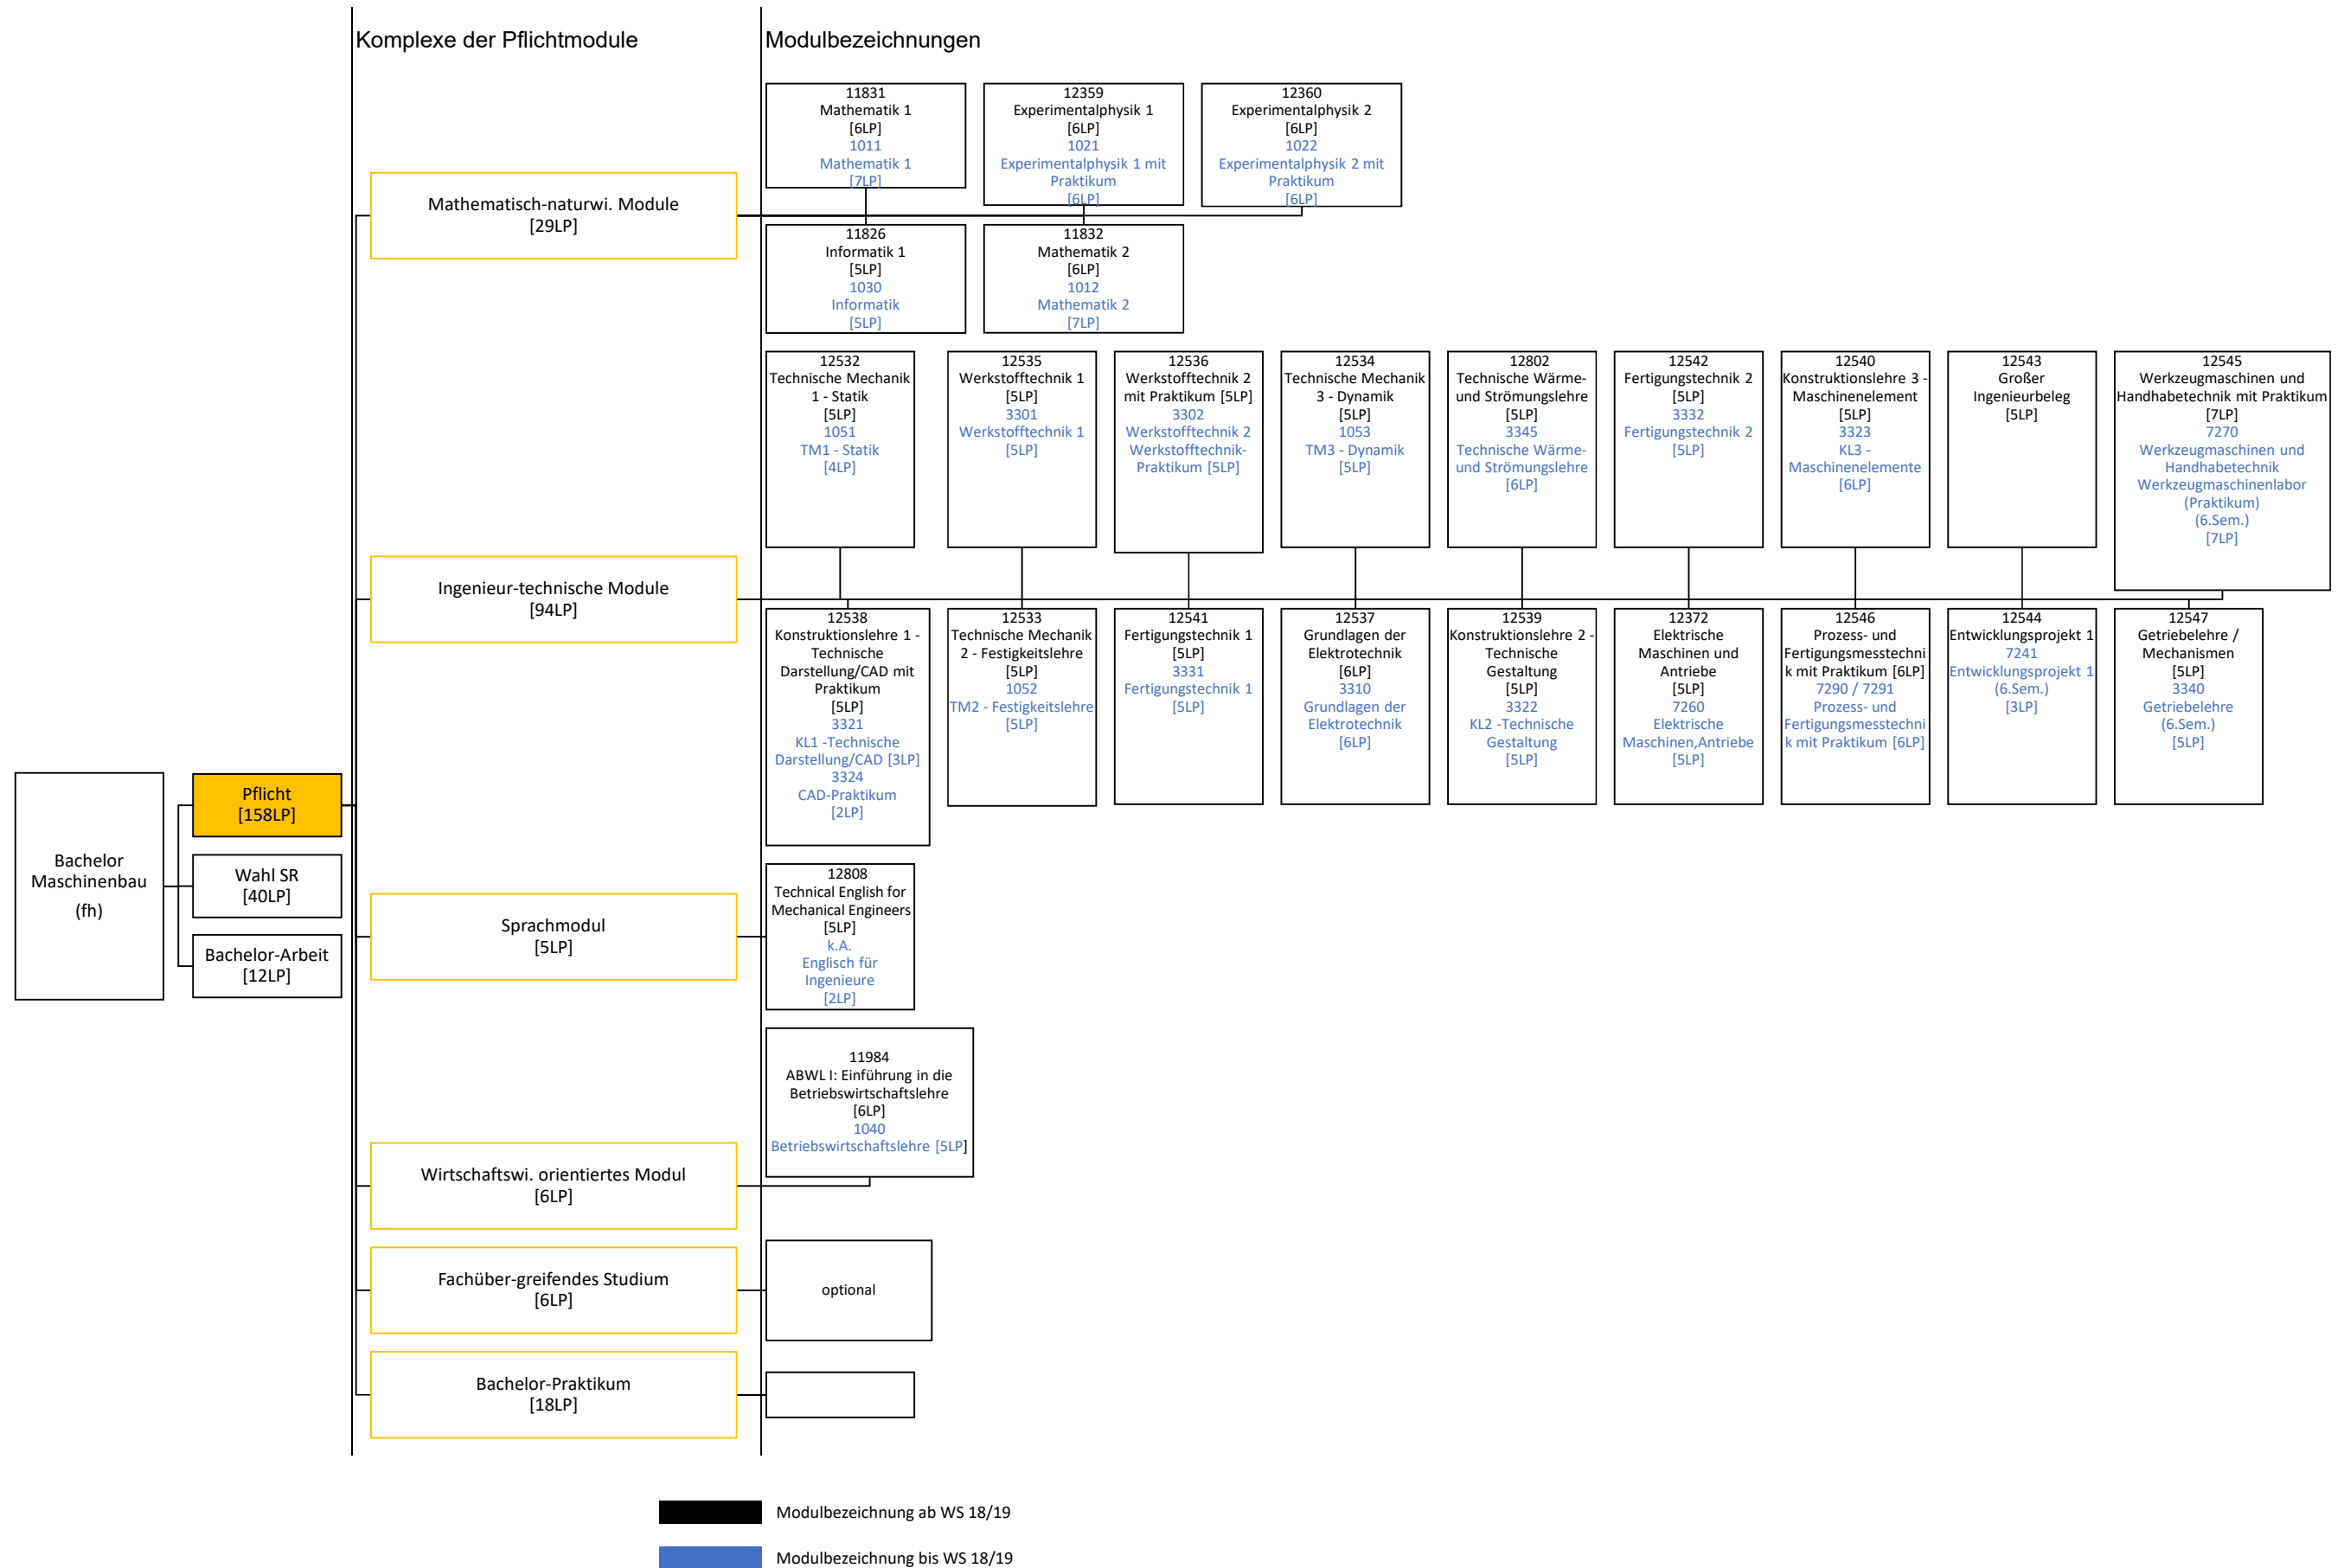 Komplexe der Pflichtmodule
Modulbezeichnungen
11831
Mathematik 1
[6LP]
1011
Mathematik 1
[7LP]
12359
Experimentalphysik 1
[6LP]
1021
Experimentalphysik 1 mit
Praktikum
[6LP]
12360
Experimentalphysik 2
[6LP]
1022
Experimentalphysik 2 mit
Praktikum
[6LP]
Mathematisch-naturwi. Module
[29LP]
11826
Informatik 1
[5LP]
1030
Informatik
[5LP]
11832
Mathematik 2
[6LP]
1012
Mathematik 2
[7LP]
12532
Technische Mechanik
1 - Statik
[5LP]
1051
TM1 - Statik
[4LP]
12535
Werkstofftechnik 1
[5LP]
3301
Werkstofftechnik 1
[5LP]
12536
Werkstofftechnik 2
mit Praktikum [5LP]
3302
Werkstofftechnik 2
Werkstofftechnik-
Praktikum [5LP]
12534
Technische Mechanik
3 - Dynamik
[5LP]
1053
TM3 - Dynamik
[5LP]
12802
Technische Wärme-
und Strömungslehre
[5LP]
3345
Technische Wärme-
und Strömungslehre
[6LP]
12542
Fertigungstechnik 2
[5LP]
3332
Fertigungstechnik 2
[5LP]
12540
Konstruktionslehre 3 -
Maschinenelement
[5LP]
3323
KL3 -
Maschinenelemente
[6LP]
12543
Großer
Ingenieurbeleg
[5LP]
12545
Werkzeugmaschinen und
Handhabetechnik mit Praktikum
[7LP]
7270
Werkzeugmaschinen und
Handhabetechnik
Werkzeugmaschinenlabor
(Praktikum)
(6.Sem.)
[7LP]
Ingenieur-technische Module
[94LP]
12538
Konstruktionslehre 1 -
Technische
Darstellung/CAD mit
Praktikum
[5LP]
3321
KL1 -Technische
Darstellung/CAD [3LP]
3324
CAD-Praktikum
[2LP]
12533
Technische Mechanik
2 - Festigkeitslehre
[5LP]
1052
TM2 - Festigkeitslehre
[5LP]
12541
Fertigungstechnik 1
[5LP]
3331
Fertigungstechnik 1
[5LP]
12537
Grundlagen der
Elektrotechnik
[6LP]
3310
Grundlagen der
Elektrotechnik
[6LP]
12539
Konstruktionslehre 2 -
Technische
Gestaltung
[5LP]
3322
KL2 -Technische
Gestaltung
[5LP]
12372
Elektrische
Maschinen und
Antriebe
[5LP]
7260
Elektrische
Maschinen,Antriebe
[5LP]
12546
Prozess- und
Fertigungsmesstechni
k mit Praktikum [6LP]
7290 / 7291
Prozess- und
Fertigungsmesstechni
k mit Praktikum [6LP]
12544
Entwicklungsprojekt 1
7241
Entwicklungsprojekt 1
(6.Sem.)
[3LP]
12547
Getriebelehre /
Mechanismen
[5LP]
3340
Getriebelehre
(6.Sem.)
[5LP]
Bachelor
Maschinenbau
(fh)
Pflicht
[158LP]
Wahl SR
[40LP]
Bachelor-Arbeit
[12LP]
Sprachmodul
[5LP]
12808
Technical English for
Mechanical Engineers
[5LP]
k.A.
Englisch für
Ingenieure
[2LP]
11984
ABWL I: Einführung in die
Betriebswirtschaftslehre
[6LP]
1040
Betriebswirtschaftslehre [5LP]
Wirtschaftswi. orientiertes Modul
[6LP]
Fachüber-greifendes Studium
[6LP]
optional
Bachelor-Praktikum
[18LP]
Modulbezeichnung ab WS 18/19
Modulbezeichnung bis WS 18/19